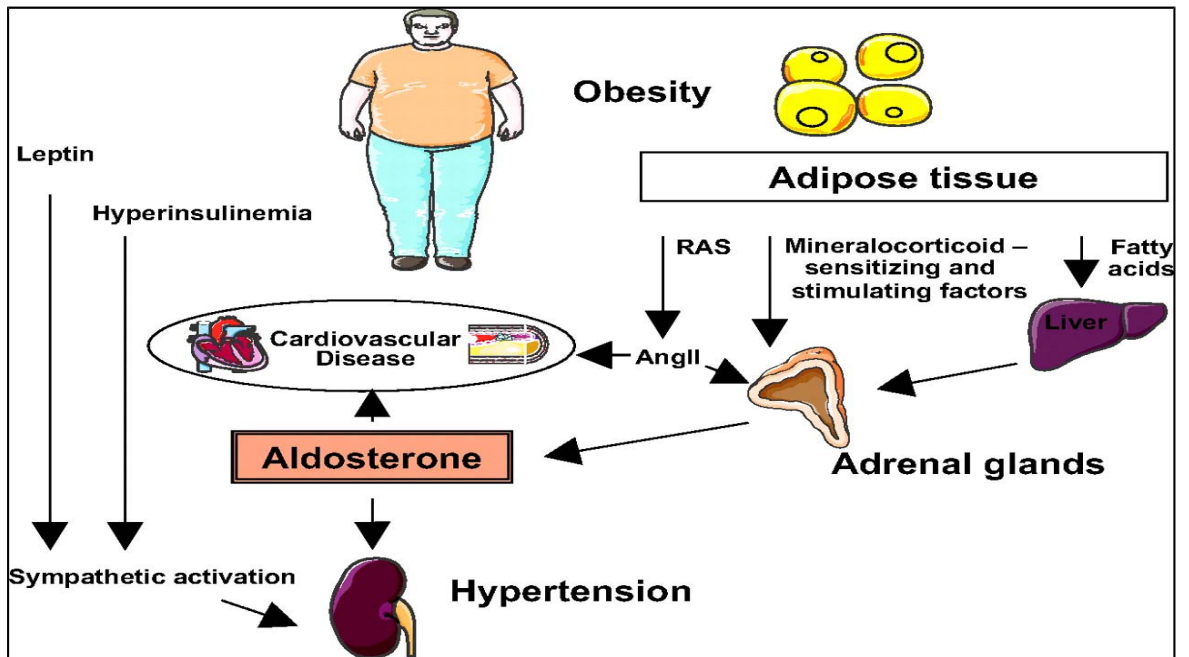 Obesity
Adipose tissue
Leptin
Hyperinsulinemia
RAS
Mineralocorticoid –
sensitizing and
stimulating factors
Fatty
acids
Liver
Cardiovascular
Disease
AngII
Aldosterone
Adrenal glands
Sympathetic activation
Hypertension